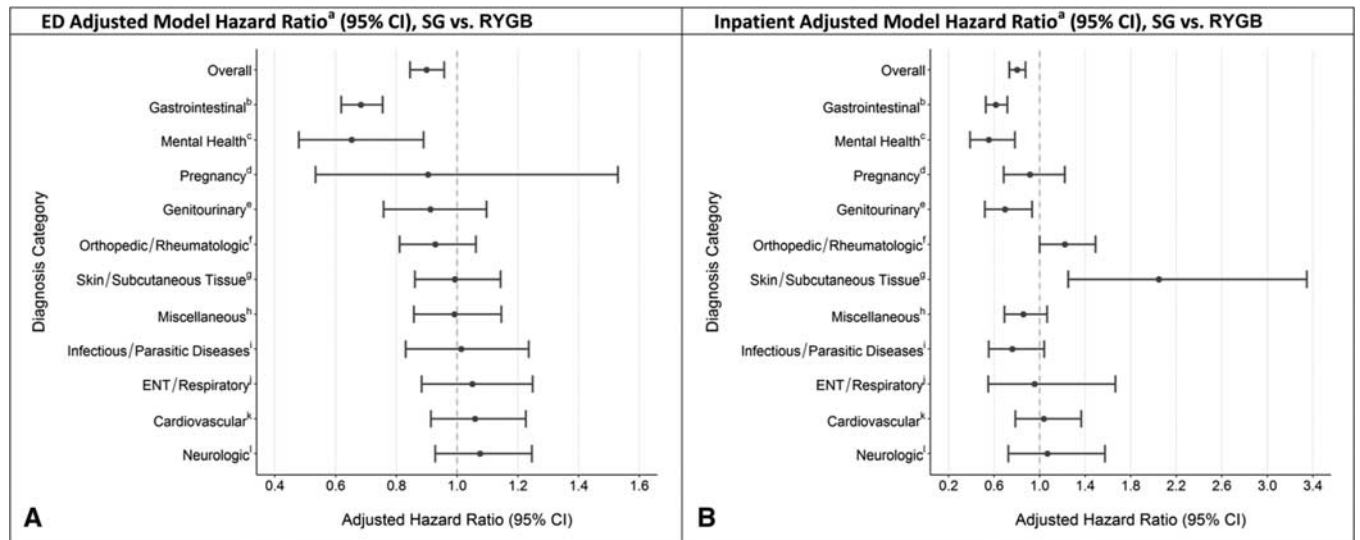 ED Adjusted Model Hazard Ratioᵃ (95% CI), SG vs. RYGB
Overall
Gastrointestinalᵇ
Mental Healthᶜ
Pregnancyᵈ
Genitourinaryᵉ
Orthopedic/Rheumatologicᶠ
Skin/Subcutaneous Tissueᵍ
Miscellaneousʰ
Infectious/Parasitic Diseasesⁱ
ENT/Respiratoryʲ
Cardiovascularᵏ
Neurologicˡ
Diagnosis Category
0.4 0.6 0.8 1.0 1.2 1.4 1.6
Adjusted Hazard Ratio (95% CI)
A
Inpatient Adjusted Model Hazard Ratioᵃ (95% CI), SG vs. RYGB
Overall
Gastrointestinalᵇ
Mental Healthᶜ
Pregnancyᵈ
Genitourinaryᵉ
Orthopedic/Rheumatologicᶠ
Skin/Subcutaneous Tissueᵍ
Miscellaneousʰ
Infectious/Parasitic Diseasesⁱ
ENT/Respiratoryʲ
Cardiovascularᵏ
Neurologicˡ
Diagnosis Category
0.2 0.6 1.0 1.4 1.8 2.2 2.6 3.0 3.4
Adjusted Hazard Ratio (95% CI)
B